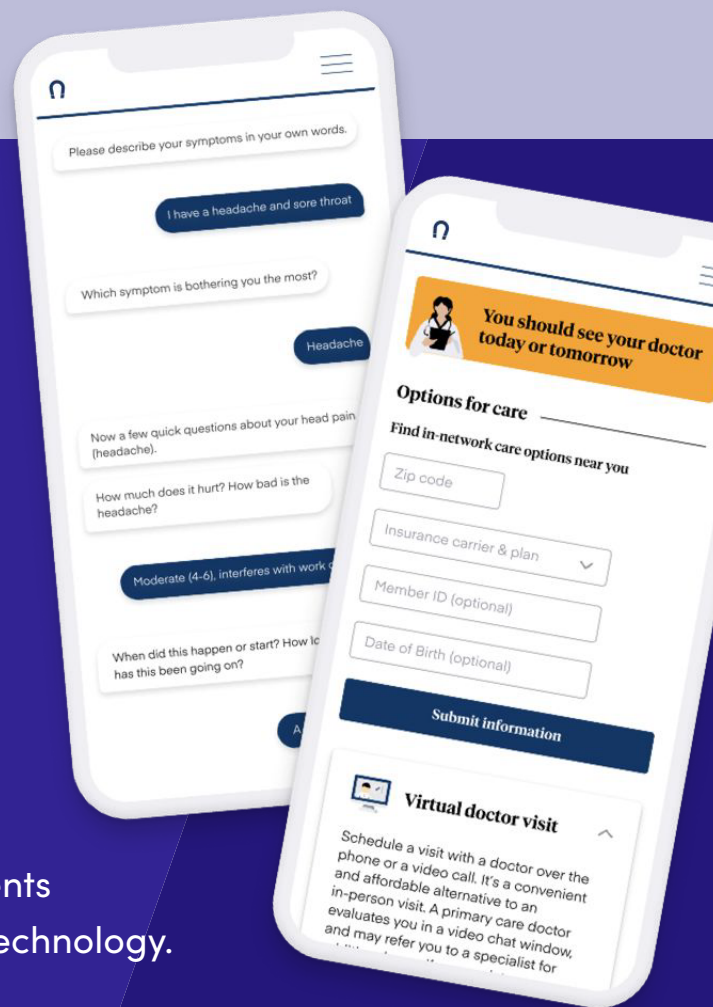 Please describe your symptoms in your own words.
I have a headache and sore throat
Which symptom is bothering you the most?
Headache
Now a few quick questions about your head pain
(headache).
How much does it hurt? How bad is the
headache?
Moderate (4-6), interferes with work
When did this happen or start? How
has this been going on?
You should see your doctor
today or tomorrow
Options for care
Find in-network care options near you
Zip code
Insurance carrier & plan
Member ID (optional)
Date of Birth (optional)
Submit information
Virtual doctor visit
Schedule a visit with a doctor over the
phone or a video call. It's a convenient
and affordable alternative to an
in-person visit. A primary care doctor
evaluates you in a video chat window,
and may refer you to a specialist for
echnology.